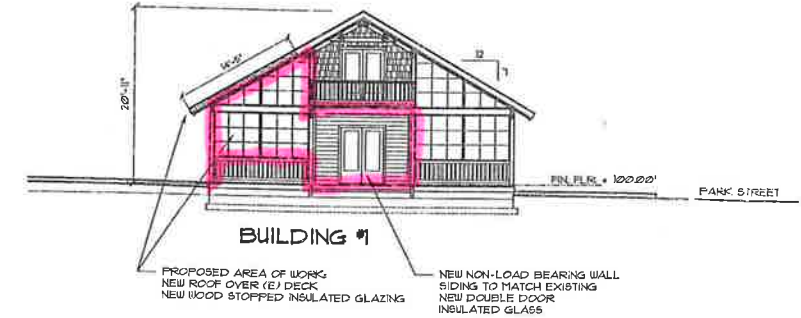 12
7
14'-6"
20'-11"
FIN. FLR. = 100.00'
PARK STREET
BUILDING #1
PROPOSED AREA OF WORK
NEW ROOF OVER (E) DECK
NEW WOOD STOPPED INSULATED GLAZING
NEW NON-LOAD BEARING WALL
SIDING TO MATCH EXISTING
NEW DOUBLE DOOR
INSULATED GLASS